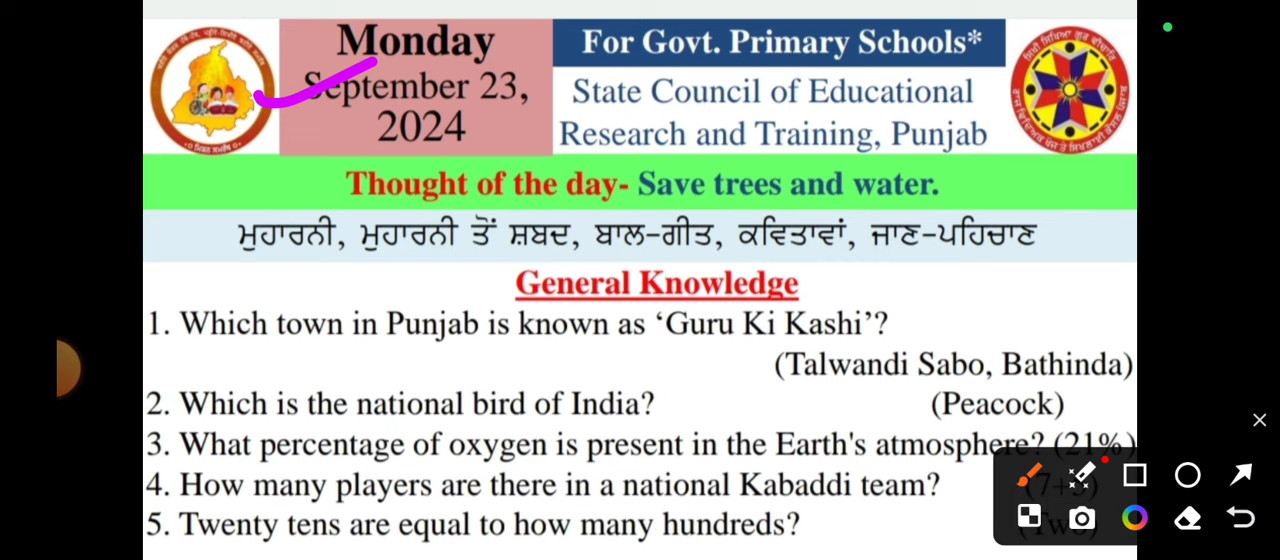 Monday
September 23,
2024
For Govt. Primary Schools*
State Council of Educational
Research and Training, Punjab
Thought of the day- Save trees and water.
ਮੁਹਾਰਨੀ, ਮੁਹਾਰਨੀ ਤੋਂ ਸ਼ਬਦ, ਬਾਲ-ਗੀਤ, ਕਵਿਤਾਵਾਂ, ਜਾਣ-ਪਹਿਚਾਣ
General Knowledge
1. Which town in Punjab is known as ‘Guru Ki Kashi’?
(Talwandi Sabo, Bathinda)
2. Which is the national bird of India? (Peacock)
3. What percentage of oxygen is present in the Earth's atmosphere? (21%)
4. How many players are there in a national Kabaddi team?
5. Twenty tens are equal to how many hundreds?